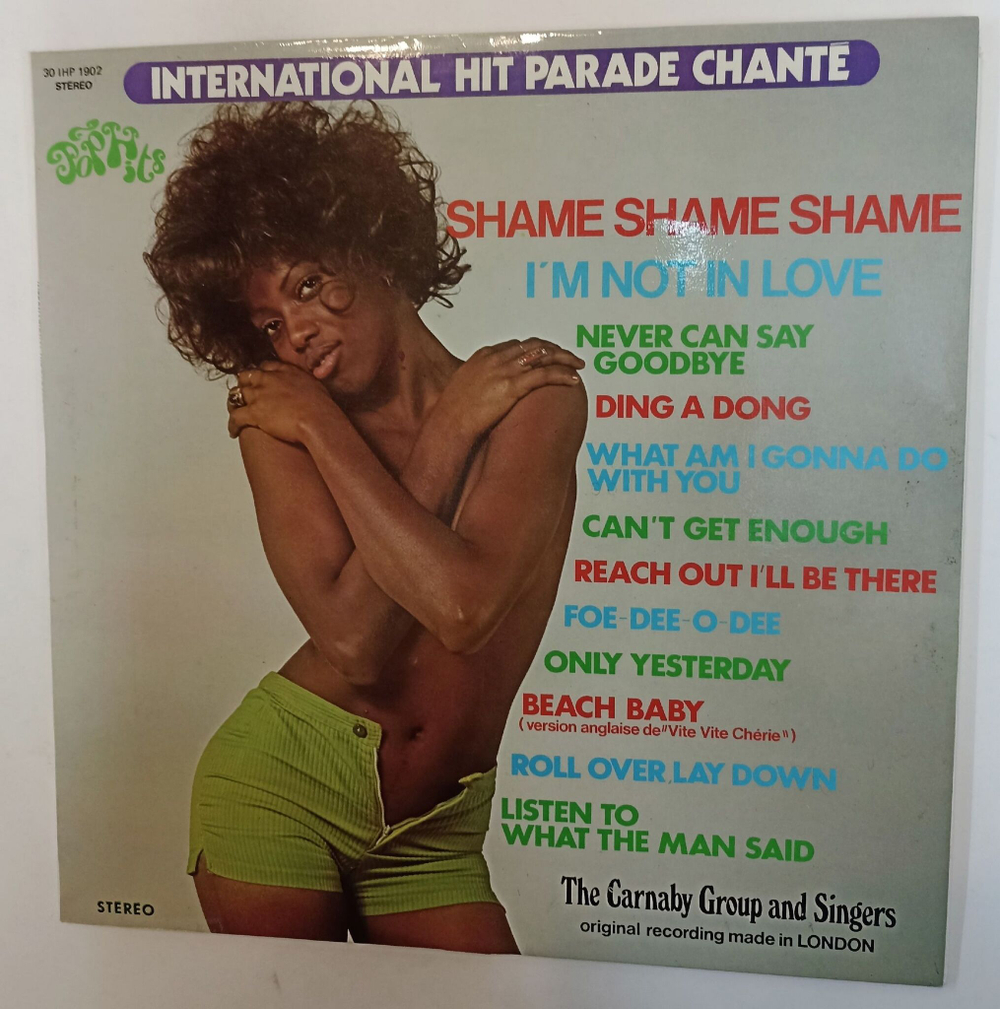 30 IHP 1902
STEREO
INTERNATIONAL HIT PARADE CHANTÉ
Pop Hits
SHAME SHAME SHAME
I'M NOT IN LOVE
NEVER CAN SAY
GOODBYE
DING A DONG
WHAT AM I GONNA DO
WITH YOU
CAN'T GET ENOUGH
REACH OUT I'LL BE THERE
FOE-DEE-O-DEE
ONLY YESTERDAY
BEACH BABY
(version anglaise de "Vite Vite Chérie")
ROLL OVER, LAY DOWN
LISTEN TO
WHAT THE MAN SAID
The Carnaby Group and Singers
original recording made in LONDON
STEREO